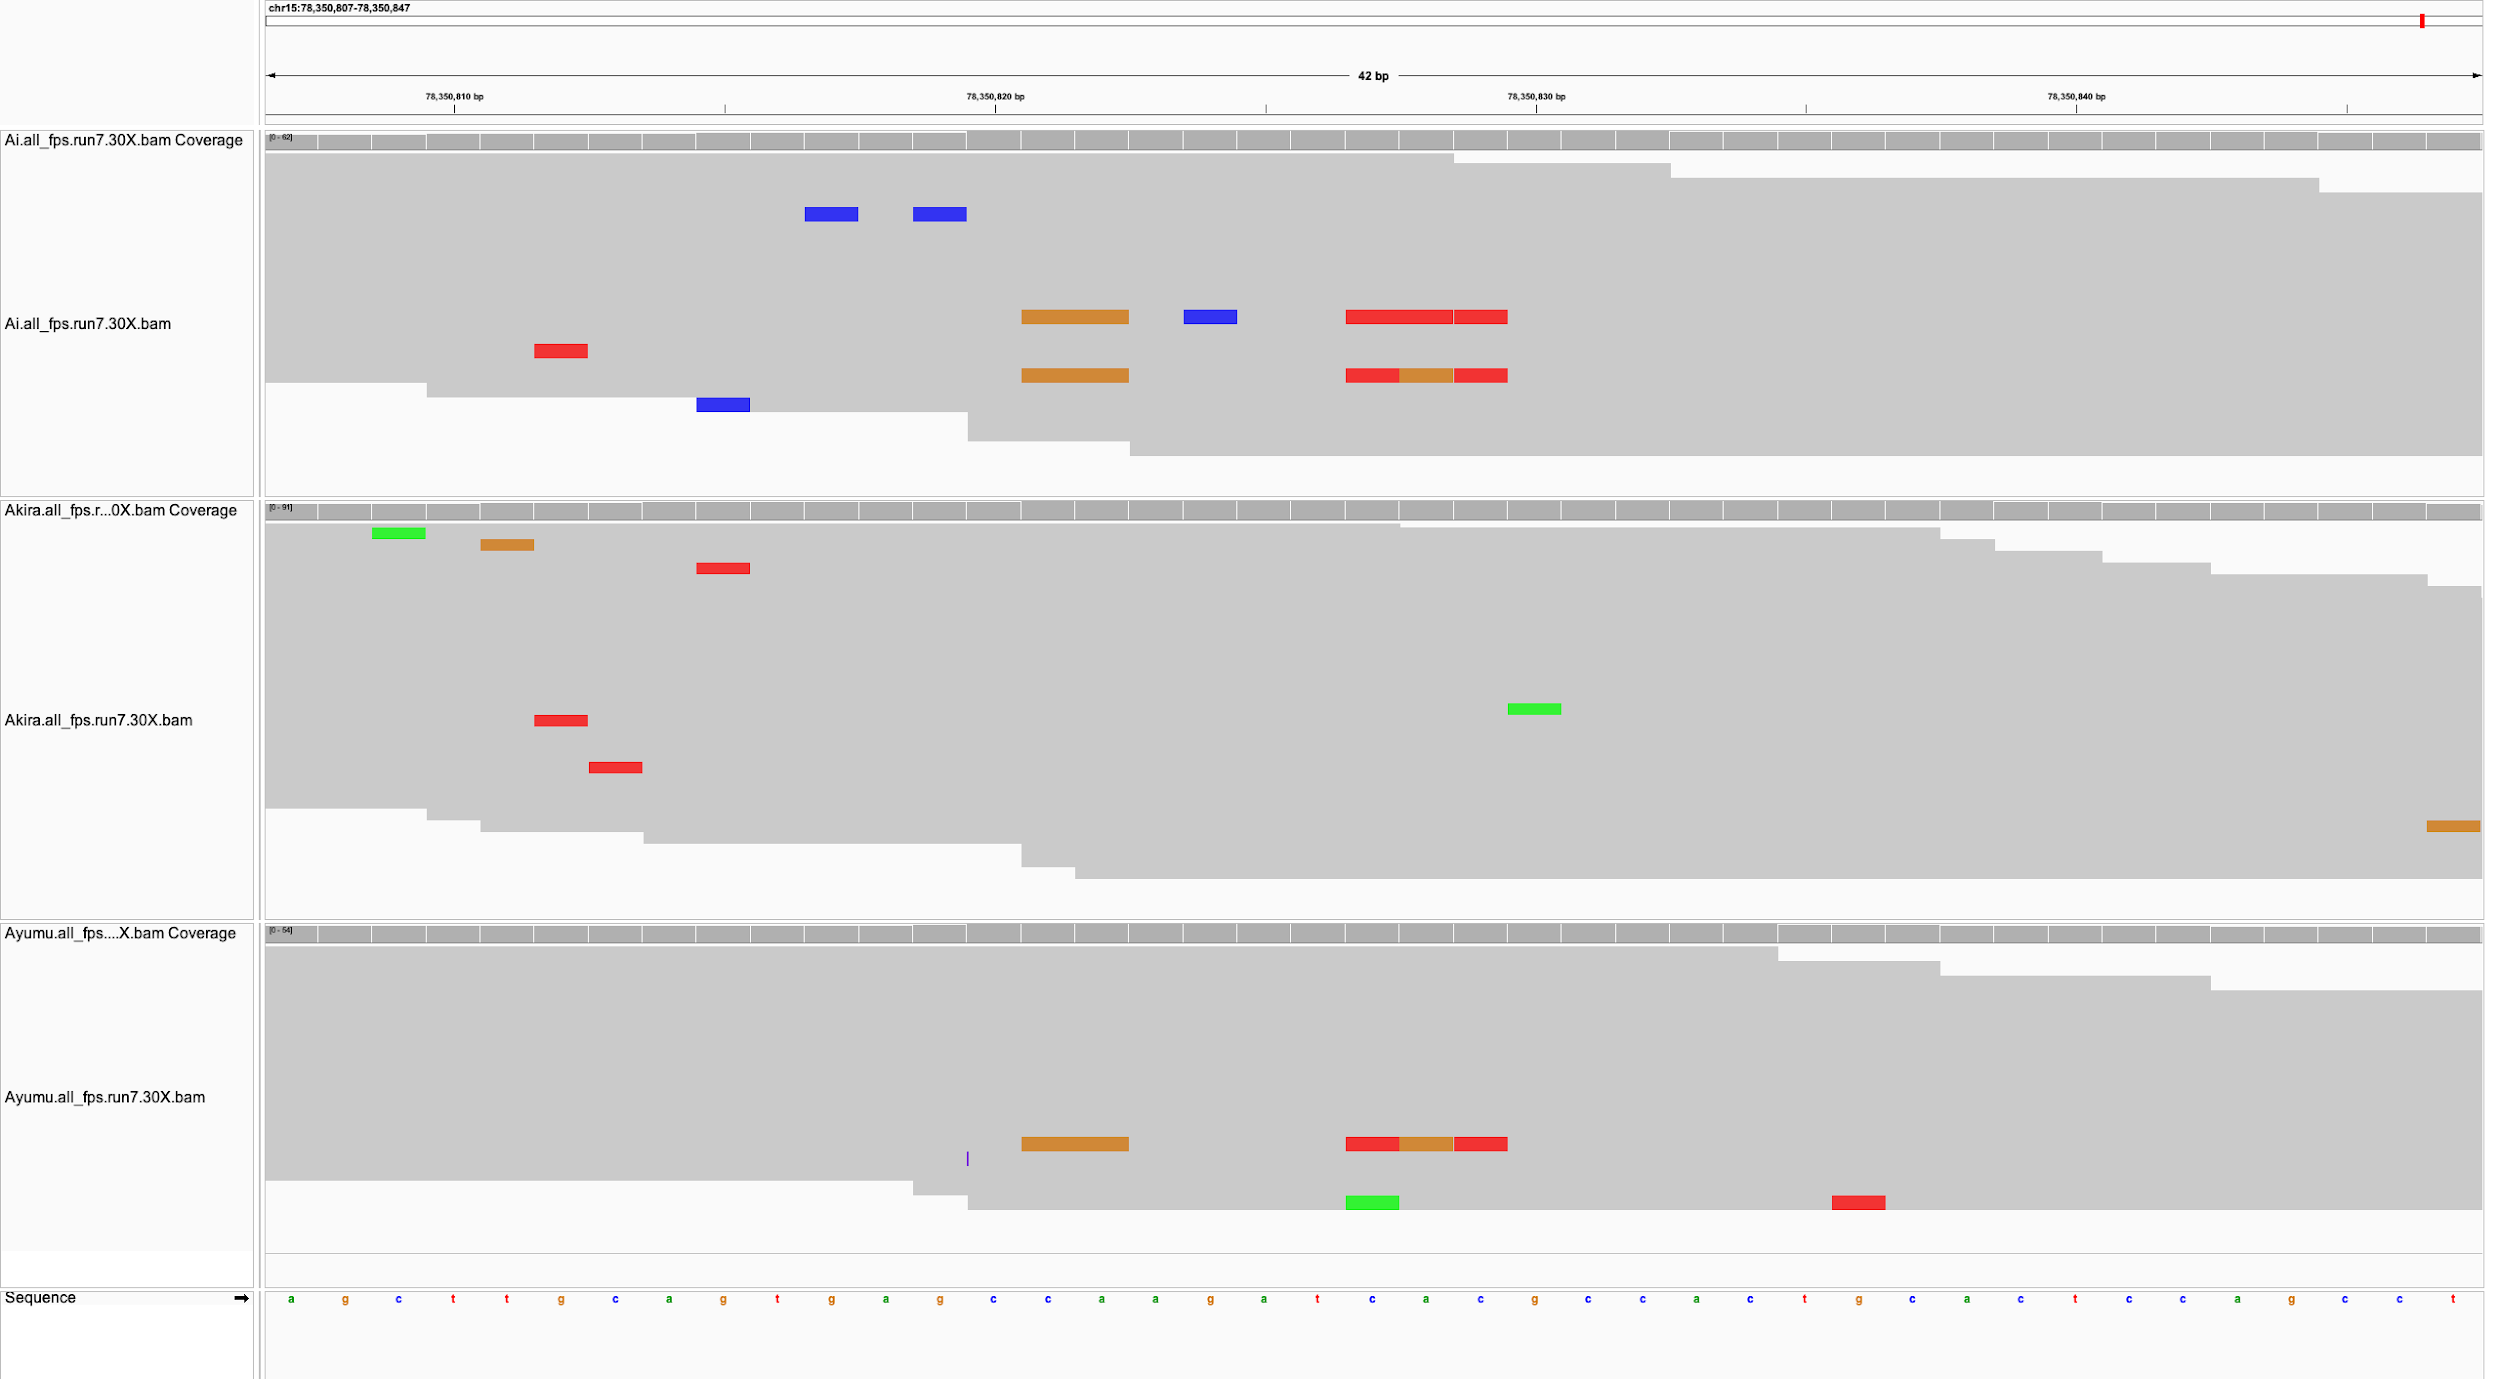 chr15:78,350,807-78,350,847
42 bp
78,350,810 bp 78,350,820 bp 78,350,830 bp 78,350,840 bp
Ai.all_fps.run7.30X.bam Coverage
[0 - 62]
Ai.all_fps.run7.30X.bam
Akira.all_fps.r...0X.bam Coverage
[0 - 91]
Akira.all_fps.run7.30X.bam
Ayumu.all_fps....X.bam Coverage
[0 - 54]
Ayumu.all_fps.run7.30X.bam
Sequence a g c t t g c a g t g a g c c a a g a t c a c g c c a c t g c a c t c c a g c c t